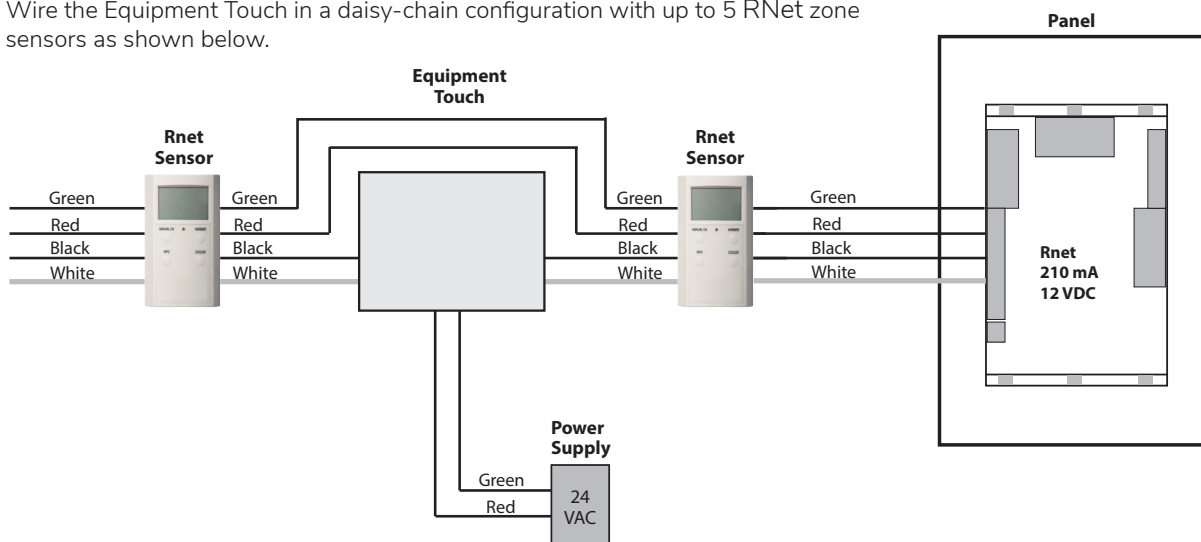 Wire the Equipment Touch in a daisy-chain configuration with up to 5 RNet zone
sensors as shown below.
Panel
Equipment
Touch
Rnet
Sensor
Rnet
Sensor
Green
Green
Green
Green
Red
Red
Red
Red
Black
Black
Black
Black
White
White
White
White
Rnet
210 mA
12 VDC
Power
Supply
Green
Red
24
VAC